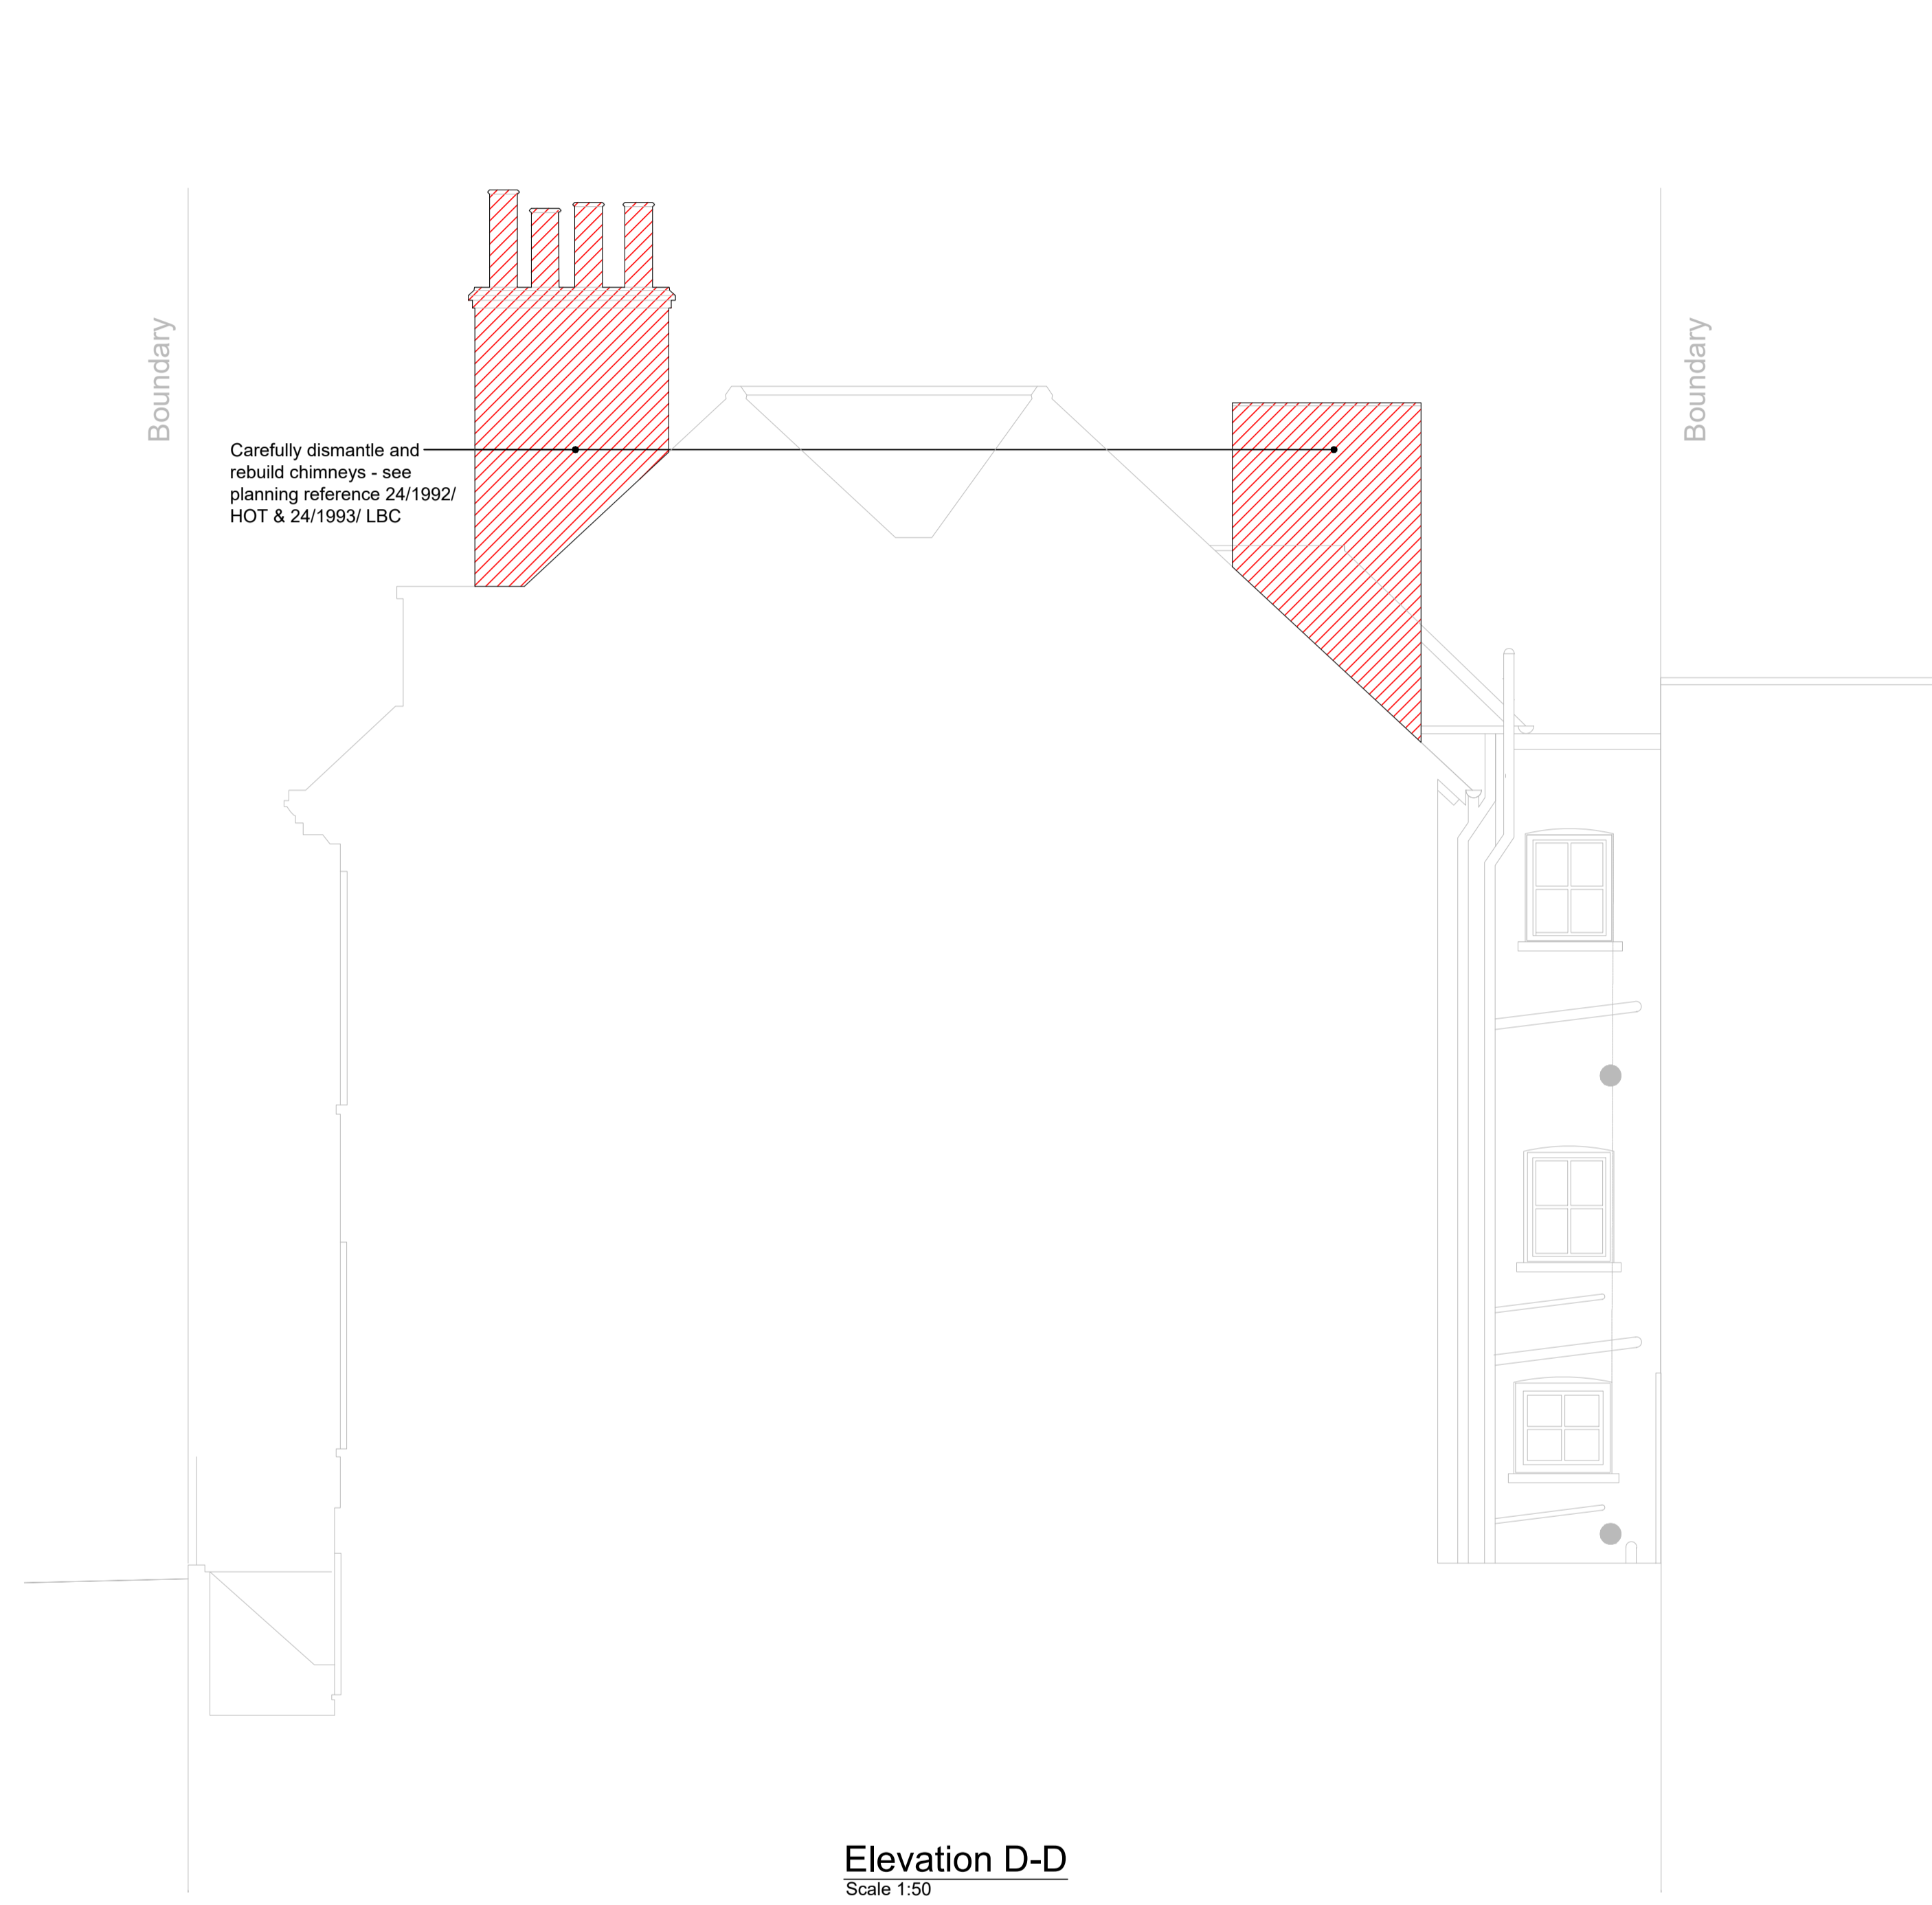 Boundary
Boundary
Carefully dismantle and
rebuild chimneys - see
planning reference 24/1992/
HOT & 24/1993/ LBC
Elevation D-D
Scale 1:50